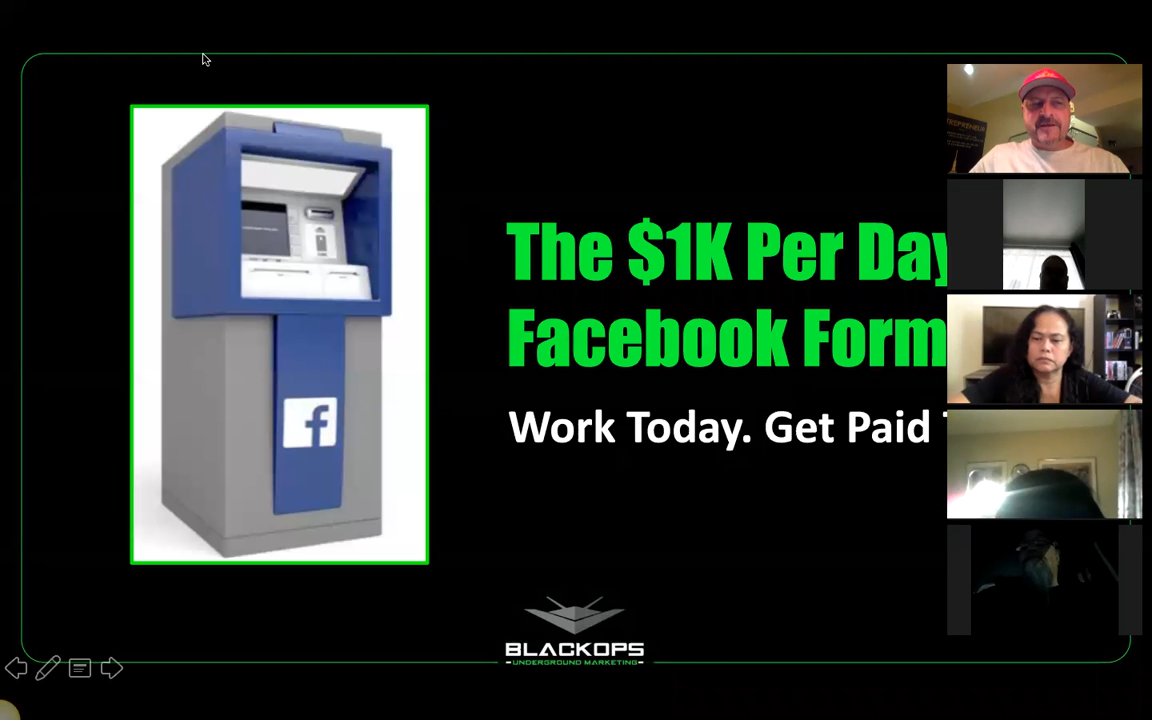 The $1K Per Day
Facebook Form
Work Today. Get Paid
f
BLACKOPS
UNDERGROUND MARKETING